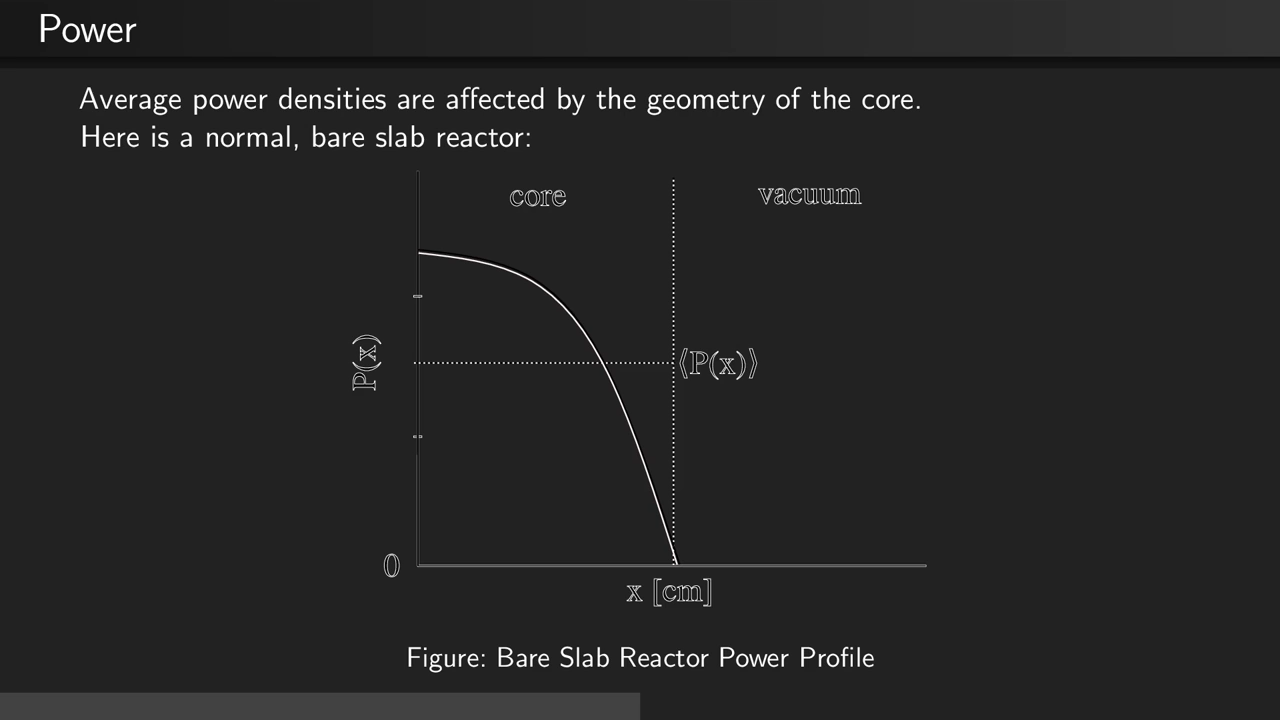 Power
Average power densities are affected by the geometry of the core.
Here is a normal, bare slab reactor:
core
vacuum
P(x)
⟨P(x)⟩
0
x [cm]
Figure: Bare Slab Reactor Power Profile